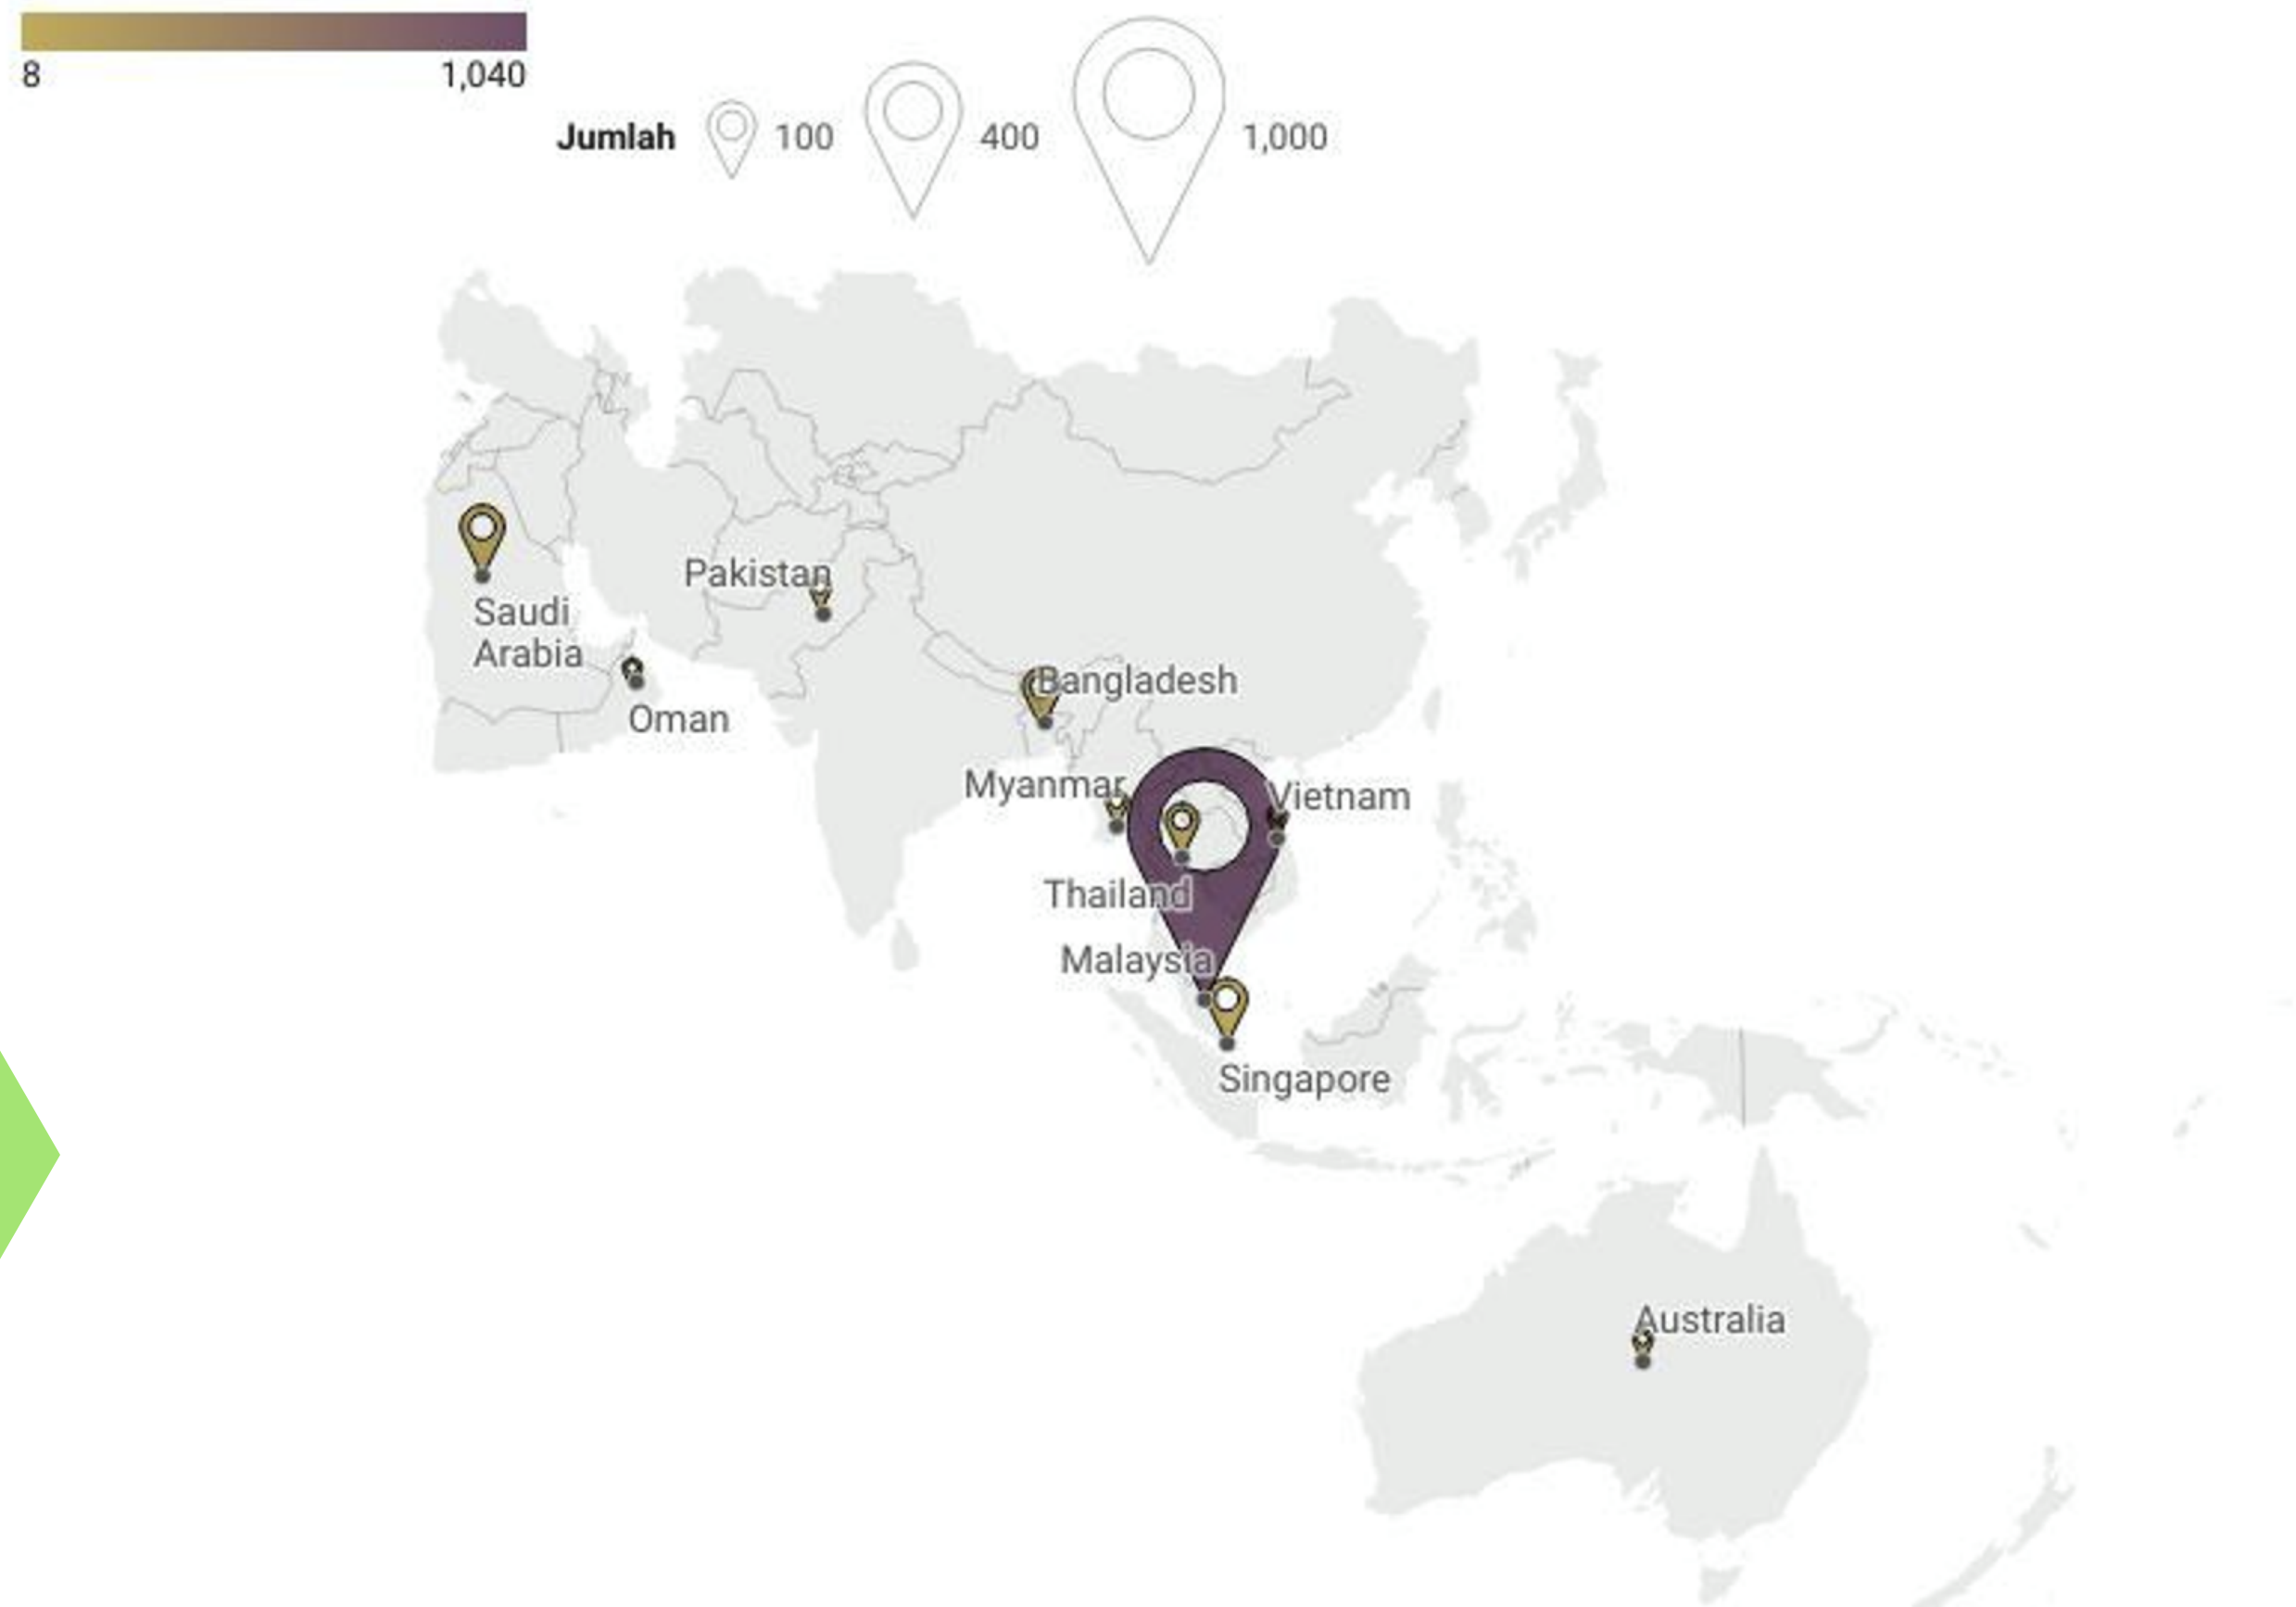 8 1,040
Jumlah 100 400 1,000
Pakistan
Saudi
Arabia
Bangladesh
Oman
Myanmar
Vietnam
Thailand
Malaysia
Singapore
Australia